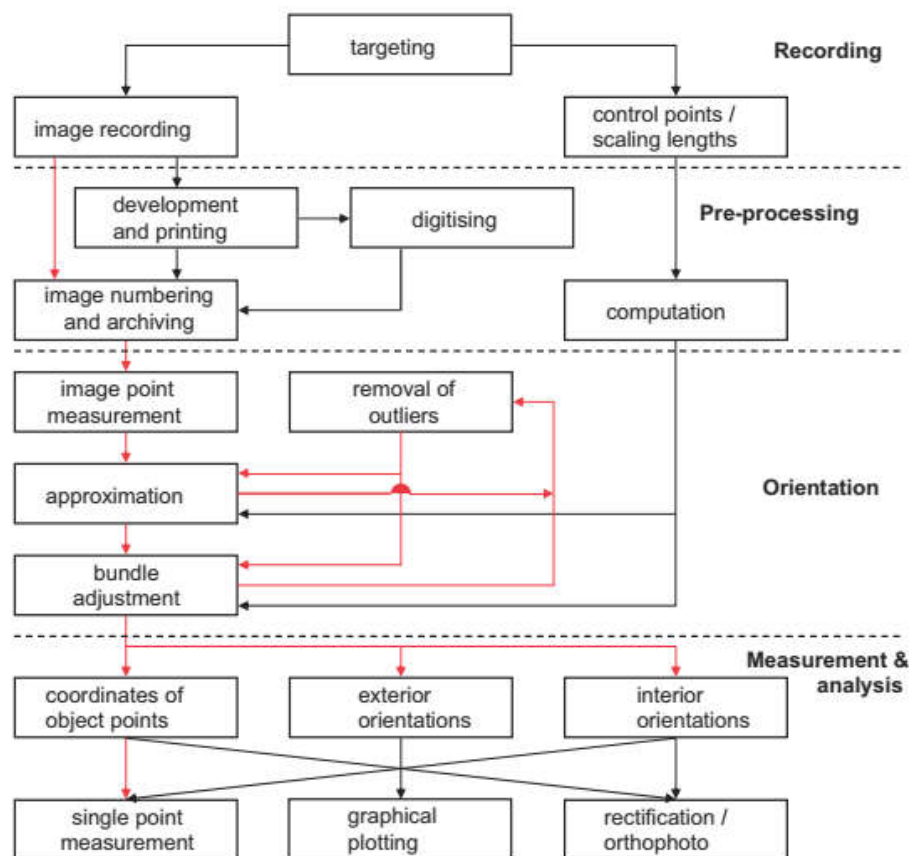 targeting
Recording
image recording
control points /
scaling lengths
development
and printing
digitising
Pre-processing
image numbering
and archiving
computation
image point
measurement
removal of
outliers
approximation
Orientation
bundle
adjustment
Measurement &
analysis
coordinates of
object points
exterior
orientations
interior
orientations
single point
measurement
graphical
plotting
rectification /
orthophoto